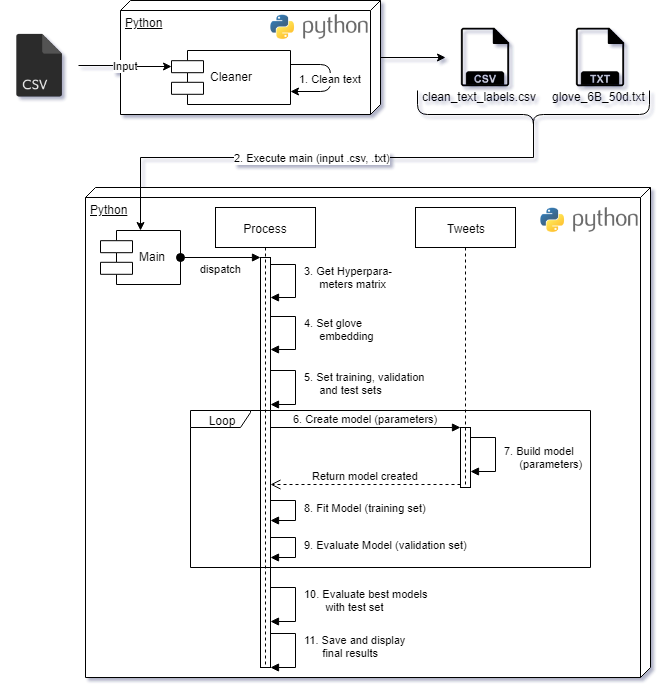 Python
python
CSV
Input
Cleaner
1. Clean text
CSV
TXT
clean_text_labels.csv
glove_6B_50d.txt
2. Execute main (input .csv, .txt)
Python
python
Process
Tweets
Main
dispatch
3. Get Hyperpara-
meters matrix
4. Set glove
embedding
5. Set training, validation
and test sets
Loop
6. Create model (parameters)
7. Build model
(parameters)
Return model created
8. Fit Model (training set)
9. Evaluate Model (validation set)
10. Evaluate best models
with test set
11. Save and display
final results